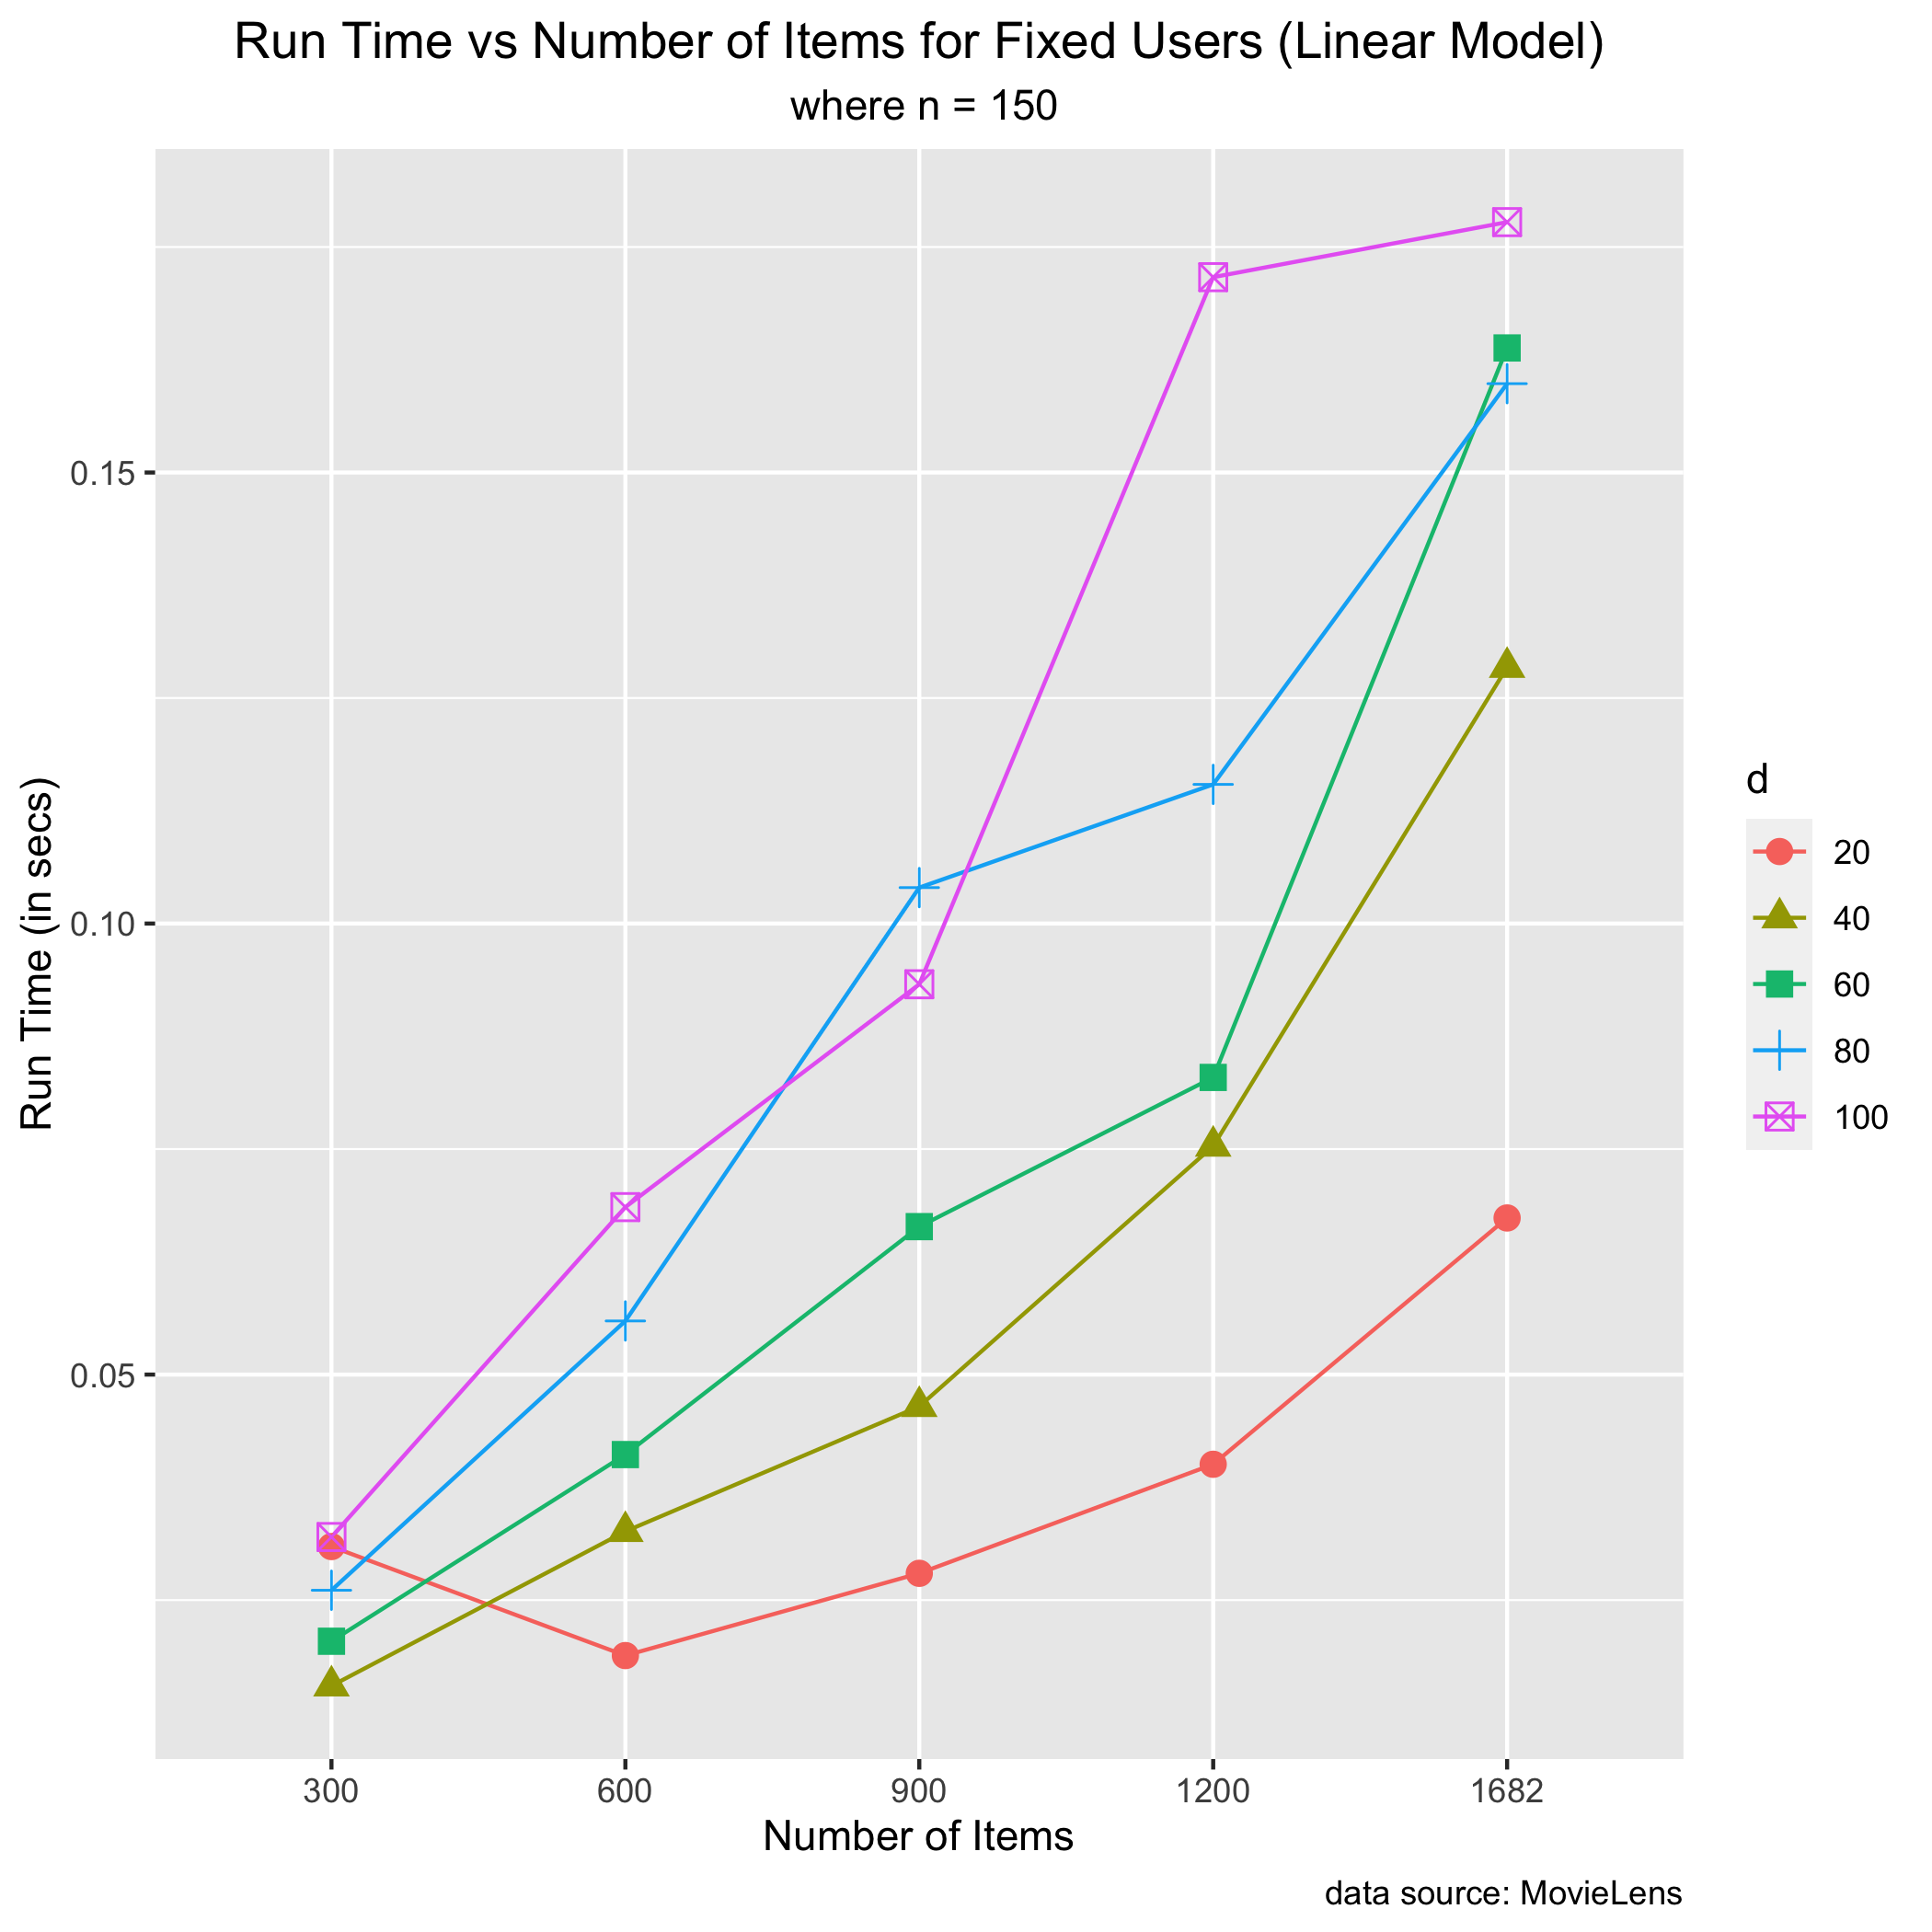 Run Time vs Number of Items for Fixed Users (Linear Model)
where n = 150
Run Time (in secs)
0.15
0.10
0.05
300 600 900 1200 1682
Number of Items
data source: MovieLens
d
20
40
60
80
100